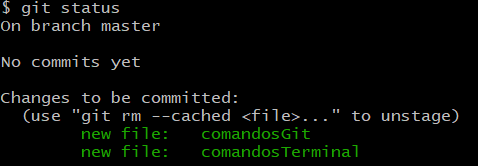 $ git status
On branch master
No commits yet
Changes to be committed:
(use "git rm --cached <file>..." to unstage)
new file: comandosGit
new file: comandosTerminal